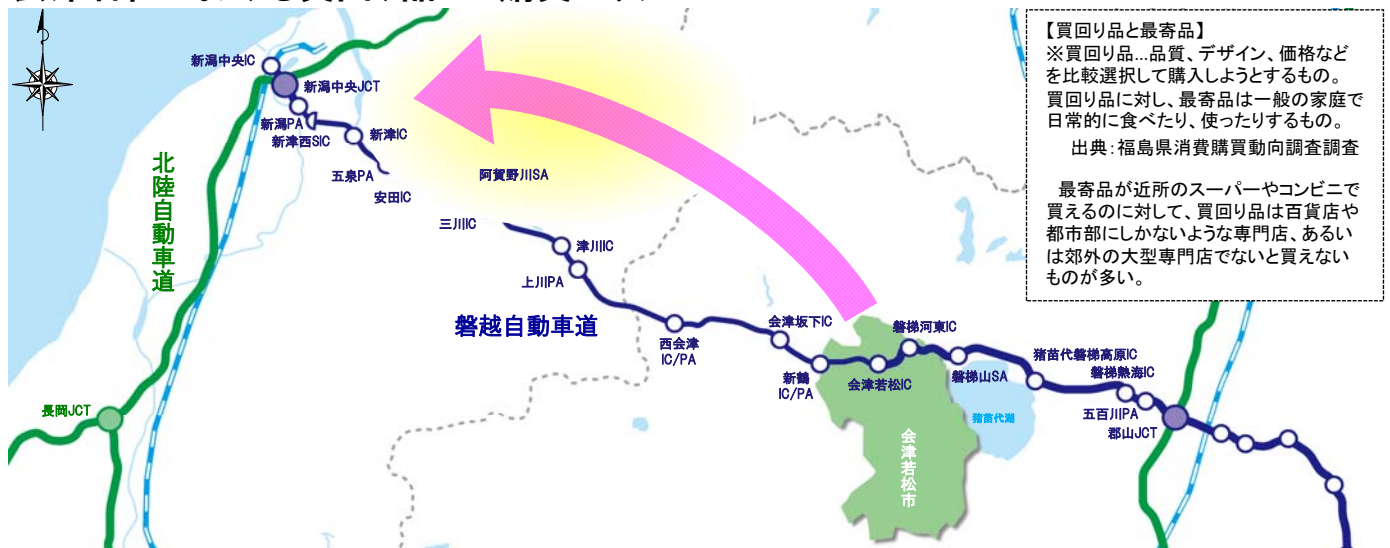 【買回り品と最寄品】
※買回り品…品質、デザイン、価格など
を比較選択して購入しようとするもの。
買回り品に対し、最寄品は一般の家庭で
日常的に食べたり、使ったりするもの。
出典：福島県消費購買動向調査調査
最寄品が近所のスーパーやコンビニで
買えるのに対して、買回り品は百貨店や
都市部にしかないような専門店、あるい
は郊外の大型専門店でないと買えない
ものが多い。
新潟中央IC
新潟中央JCT
新潟PA
新津西SIC
新津IC
五泉PA
安田IC
阿賀野川SA
三川IC
津川IC
上川PA
北陸自動車道
磐越自動車道
西会津
IC/PA
会津坂下IC
新鶴
IC/PA
会津若松IC
磐梯河東IC
磐梯山SA
猪苗代磐梯高原IC
磐梯熱海IC
五百川PA
郡山JCT
猪苗代湖
会津若松市
長岡JCT